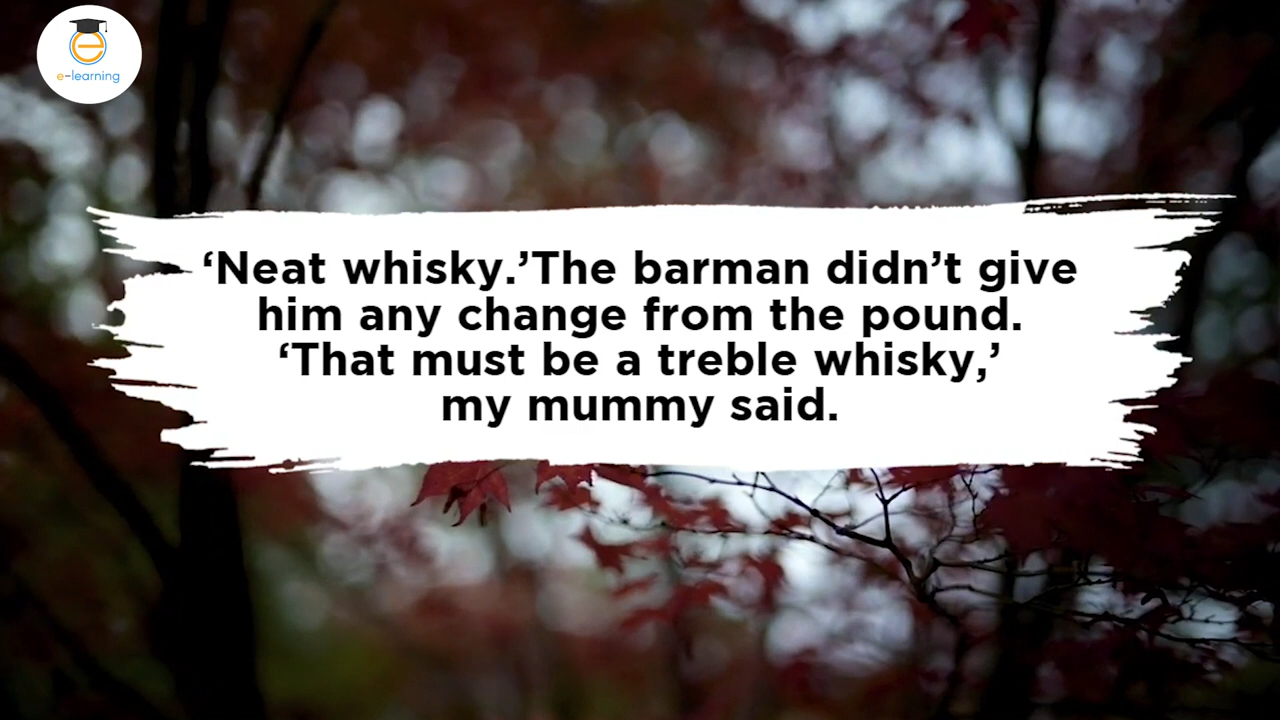 e-learning
‘Neat whisky.’The barman didn’t give
him any change from the pound.
‘That must be a treble whisky,’
my mummy said.